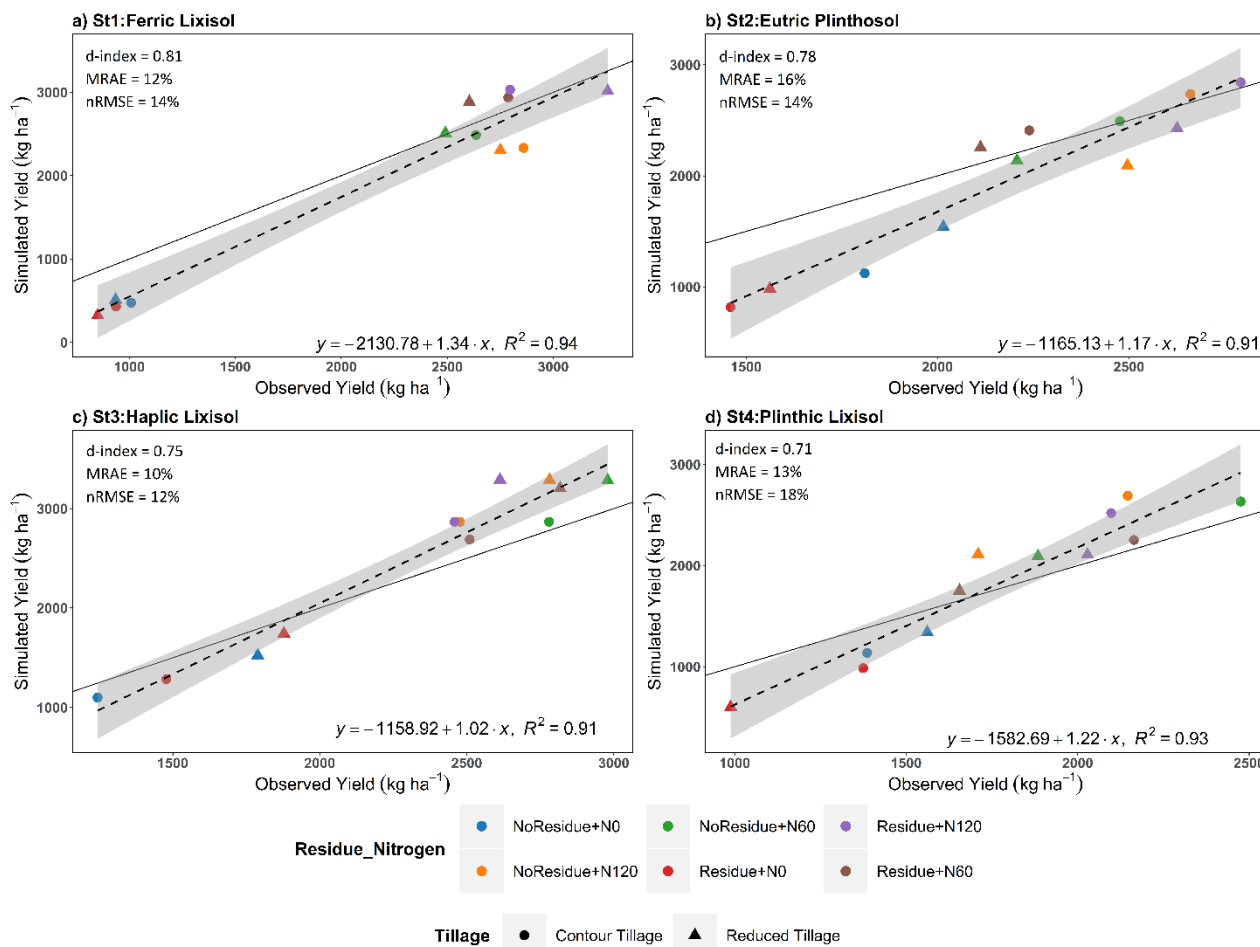 a) St1:Ferric Lixisol
d-index = 0.81
MRAE = 12%
nRMSE = 14%
3000
2000
1000
0
Simulated Yield (kg ha⁻¹)
y = −2130.78 + 1.34 · x, R² = 0.94
1000 1500 2000 2500 3000
Observed Yield (kg ha⁻¹)
b) St2:Eutric Plinthosol
d-index = 0.78
MRAE = 16%
nRMSE = 14%
3000
2000
1000
Simulated Yield (kg ha⁻¹)
y = −1165.13 + 1.17 · x, R² = 0.91
1500 2000 2500
Observed Yield (kg ha⁻¹)
c) St3:Haplic Lixisol
d-index = 0.75
MRAE = 10%
nRMSE = 12%
3000
2000
1000
Simulated Yield (kg ha⁻¹)
y = −1158.92 + 1.02 · x, R² = 0.91
1500 2000 2500 3000
Observed Yield (kg ha⁻¹)
d) St4:Plinthic Lixisol
d-index = 0.71
MRAE = 13%
nRMSE = 18%
3000
2000
1000
Simulated Yield (kg ha⁻¹)
y = −1582.69 + 1.22 · x, R² = 0.93
1000 1500 2000 2500
Observed Yield (kg ha⁻¹)
Residue_Nitrogen
NoResidue+N0 NoResidue+N60 Residue+N120
NoResidue+N120 Residue+N0 Residue+N60
Tillage Contour Tillage Reduced Tillage